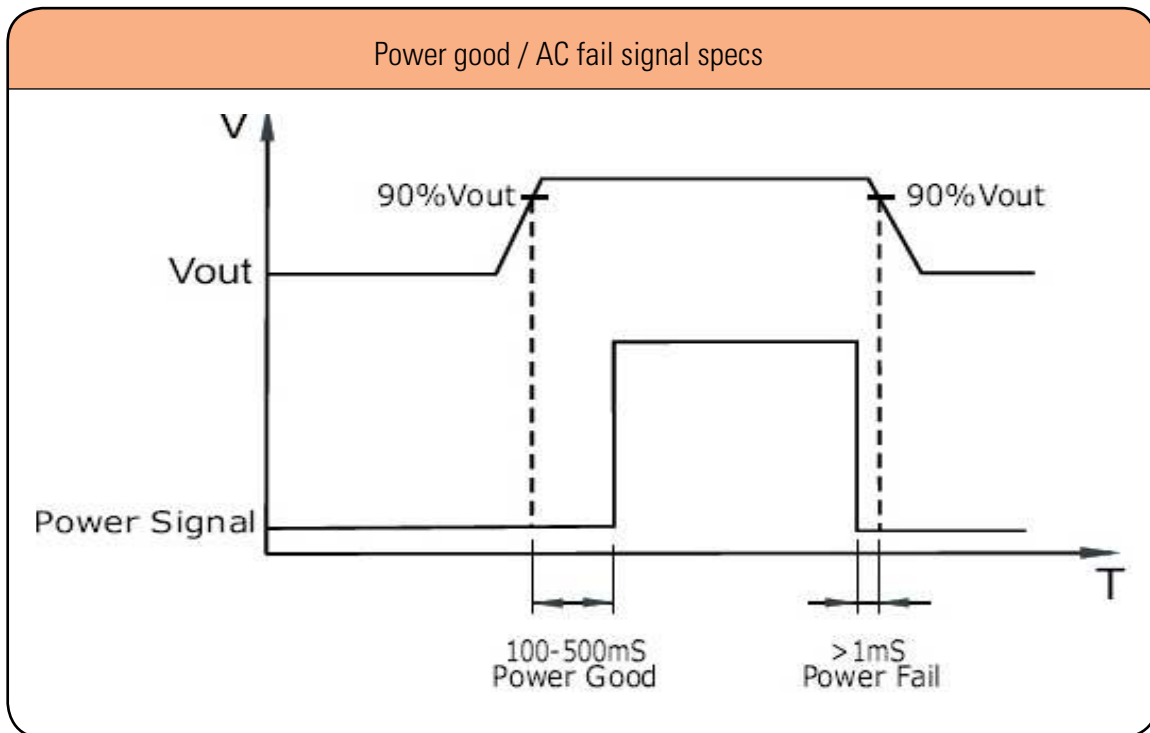 Power good / AC fail signal specs
V
90%Vout
90%Vout
Vout
Power Signal
T
100-500mS
Power Good
>1mS
Power Fail